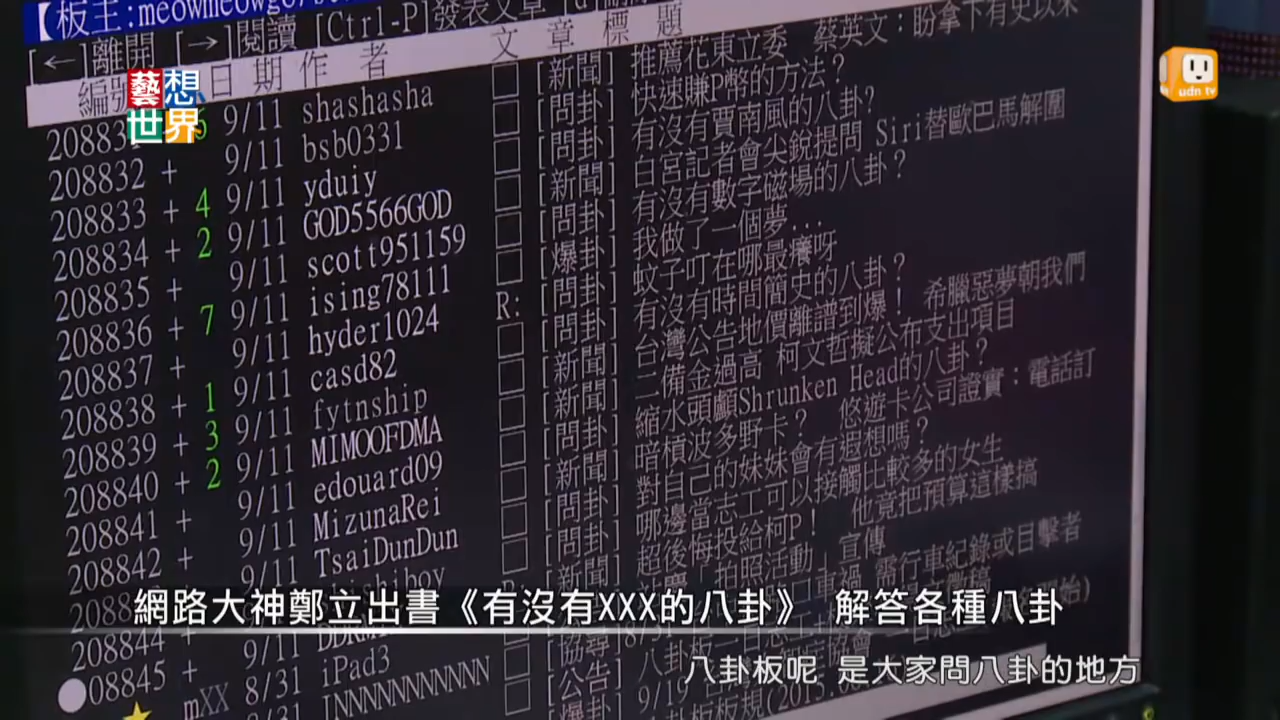 【板主:meowmeowgo/
[←]離開 [→]閱讀 [Ctrl-P]發表文章
編號 日期 作者 文章標題
20883 9/11 shashasha □ [新聞] 推薦花東立委 蔡英文：盼拿下有史以來
208832 + 9/11 bsb0331 □ [問卦] 快速賺P幣的方法？
208833 + 4 9/11 yduiy □ [問卦] 有沒有賈南風的八卦？
208834 + 2 9/11 GOD5566GOD □ [新聞] 白宮記者會尖銳提問 Siri替歐巴馬解圍
208835 + 9/11 scott951159 □ [問卦] 有沒有數子磁場的八卦？
208836 + 7 9/11 ising78111 □ [爆卦] 我做了一個夢...
208837 + 9/11 hyder1024 R: [問卦] 蚊子叮在哪最癢呀
208838 + 1 9/11 casd82 □ [問卦] 有沒有時間簡史的八卦？
208839 + 3 9/11 fytnship □ [新聞] 台灣公告地價離譜到爆！ 希臘惡夢朝我們
208840 + 2 9/11 MIMOOFDMA □ [新聞] 二備金過高 柯文哲擬公布支出項目
208841 + 9/11 edouard09 □ [問卦] 縮水頭顱Shrunken Head的八卦？
208842 + 9/11 MizunaRei □ [新聞] 暗槓波多野卡？ 悠遊卡公司證實：電話訂
2088 9/11 TsaiDunDun □ [問卦] 對自己的妹妹會有遐想嗎？
208844 + □ [問卦] 哪邊當志工可以接觸比較多的女生
08845 + 9/11 [新聞] 超後悔投給柯P！ 他竟把預算這樣搞
mXX 8/31 iPad3 □ [協尋]
8/31 □ [公告]
藝想世界
udn tv
網路大神鄭立出書《有沒有XXX的八卦》 解答各種八卦
八卦板呢 是大家問八卦的地方